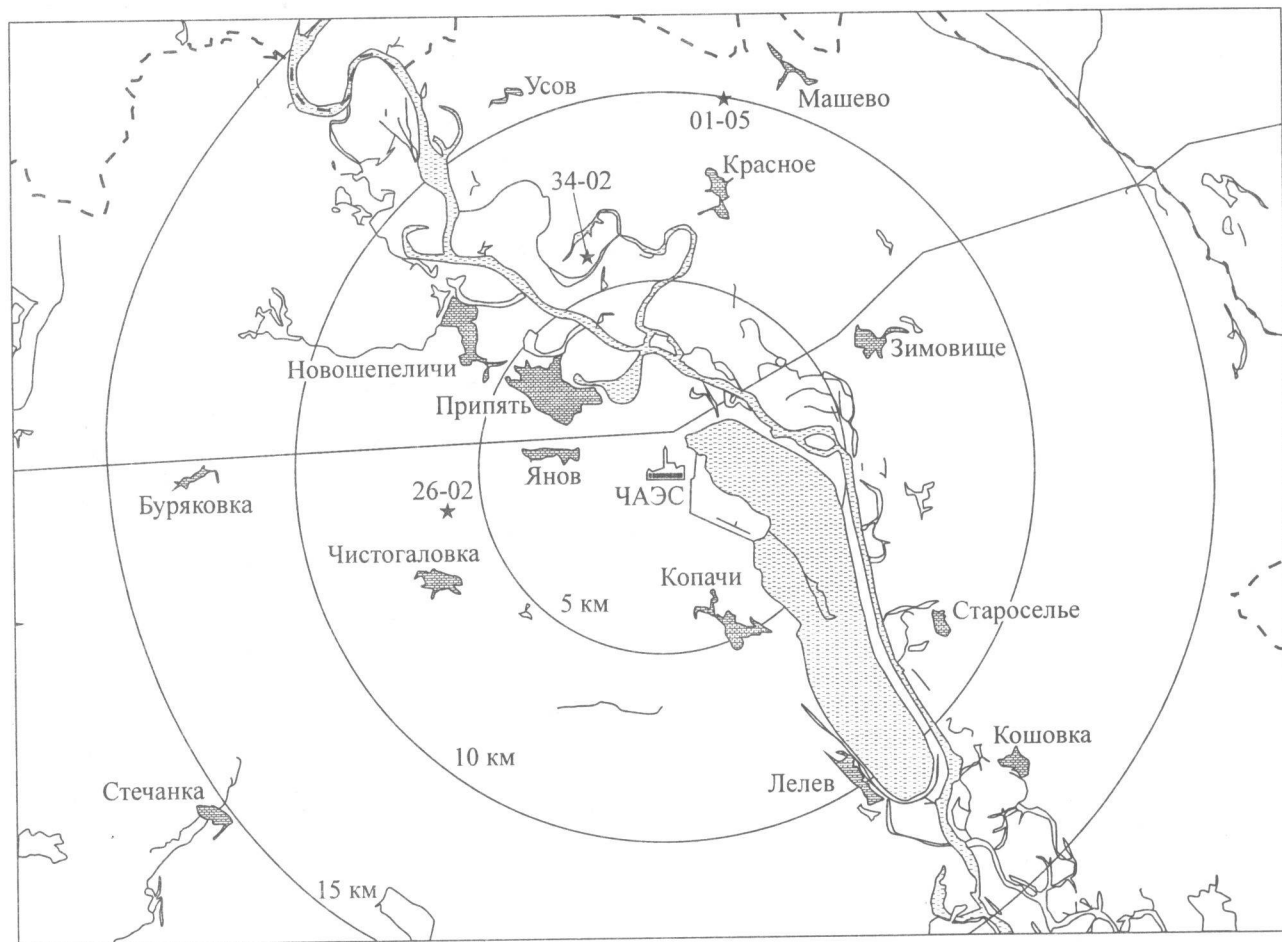 Усов
Машево
01-05
Красное
34-02
Зимовище
Новошепеличи
Припять
Янов
ЧАЭС
Буряковка
26-02
Чистогаловка
Копачи
5 км
Староселье
Кошовка
10 км
Лелев
Стечанка
15 км